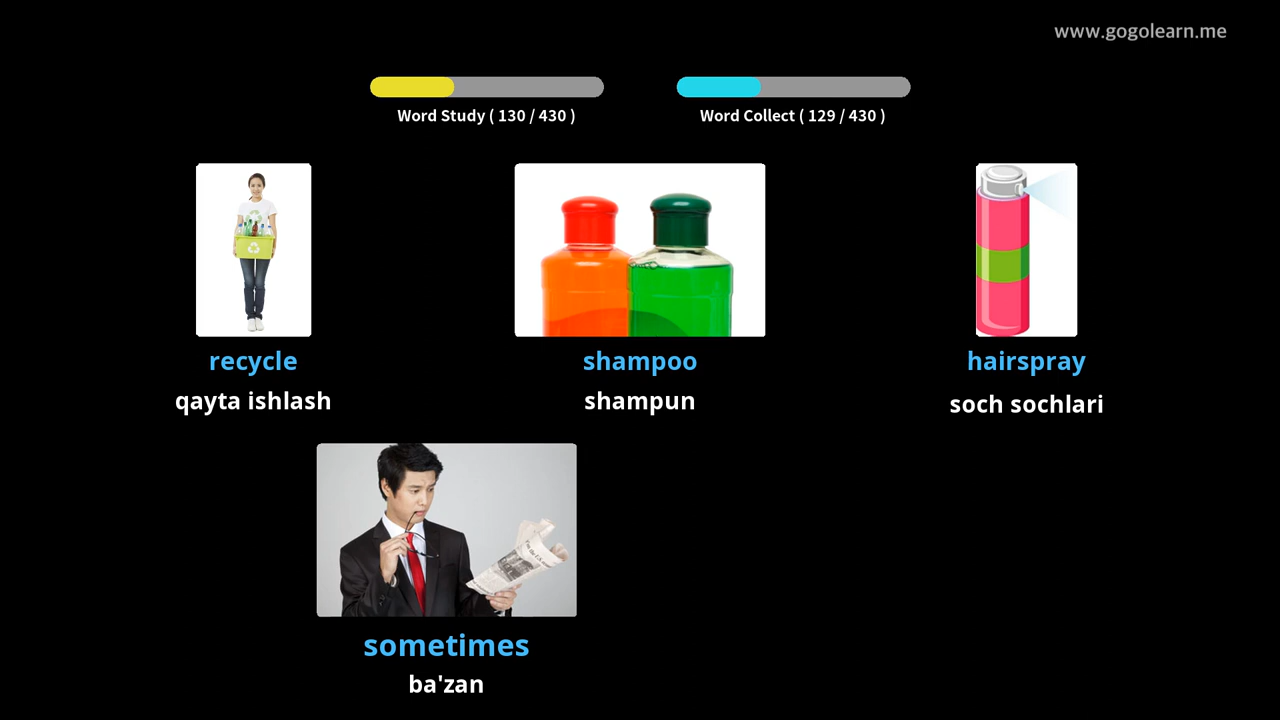 www.gogolearn.me
Word Study ( 130 / 430 )
Word Collect ( 129 / 430 )
recycle
shampoo
hairspray
qayta ishlash
shampun
soch sochlari
sometimes
ba'zan